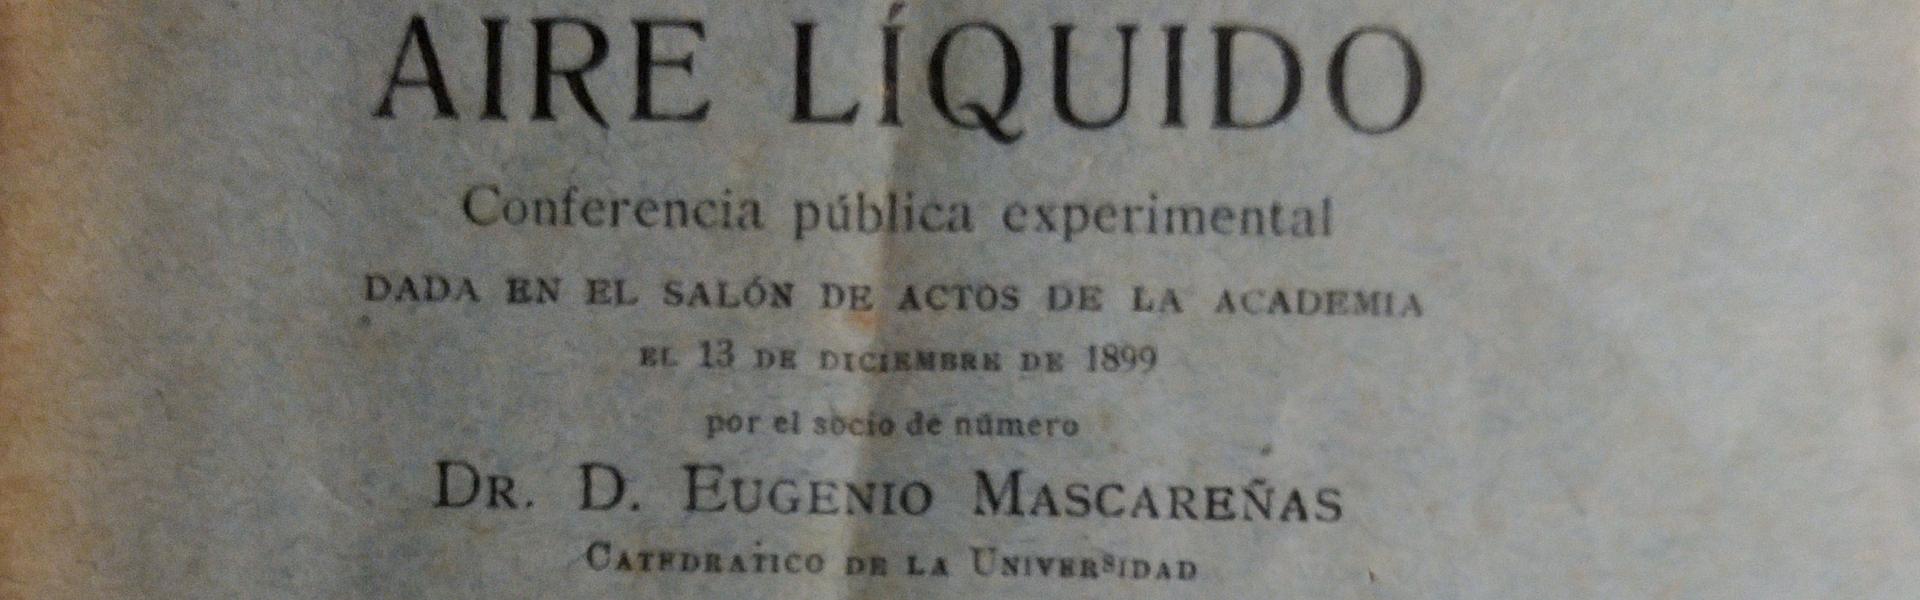 AIRE LÍQUIDO
Conferencia pública experimental
DADA EN EL SALÓN DE ACTOS DE LA ACADEMIA
EL 13 DE DICIEMBRE DE 1899
por el socio de número
DR. D. EUGENIO MASCAREÑAS
CATEDRATICO DE LA UNIVERSIDAD